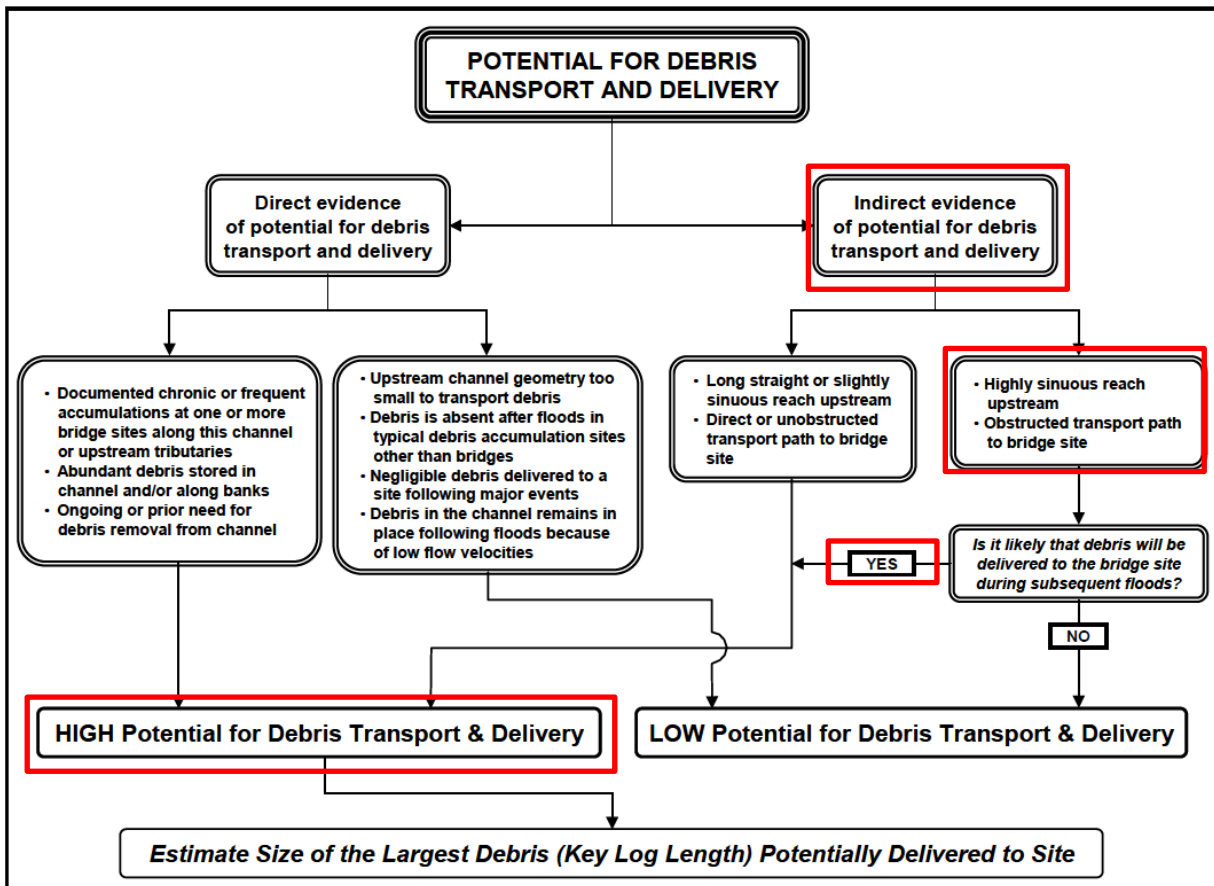 POTENTIAL FOR DEBRIS
TRANSPORT AND DELIVERY
Direct evidence
of potential for debris
transport and delivery
Indirect evidence
of potential for debris
transport and delivery
• Documented chronic or frequent
accumulations at one or more
bridge sites along this channel
or upstream tributaries
• Abundant debris stored in
channel and/or along banks
• Ongoing or prior need for
debris removal from channel
• Upstream channel geometry too
small to transport debris
• Debris is absent after floods in
typical debris accumulation sites
other than bridges
• Negligible debris delivered to a
site following major events
• Debris in the channel remains in
place following floods because
of low flow velocities
• Long straight or slightly
sinuous reach upstream
• Direct or unobstructed
transport path to bridge
site
• Highly sinuous reach
upstream
• Obstructed transport path
to bridge site
Is it likely that debris will be
delivered to the bridge site
during subsequent floods?
YES
NO
HIGH Potential for Debris Transport & Delivery
LOW Potential for Debris Transport & Delivery
Estimate Size of the Largest Debris (Key Log Length) Potentially Delivered to Site